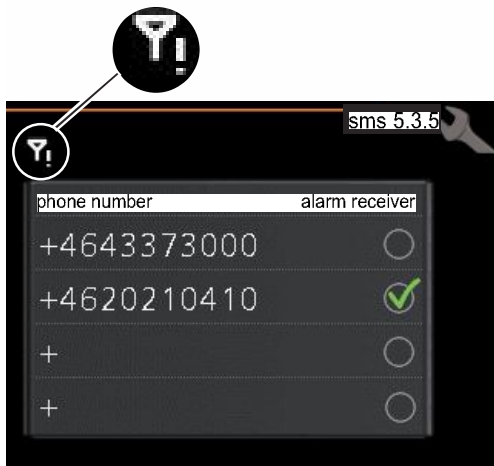 sms 5.3.5
phone number alarm receiver
+4643373000
+4620210410
+
+